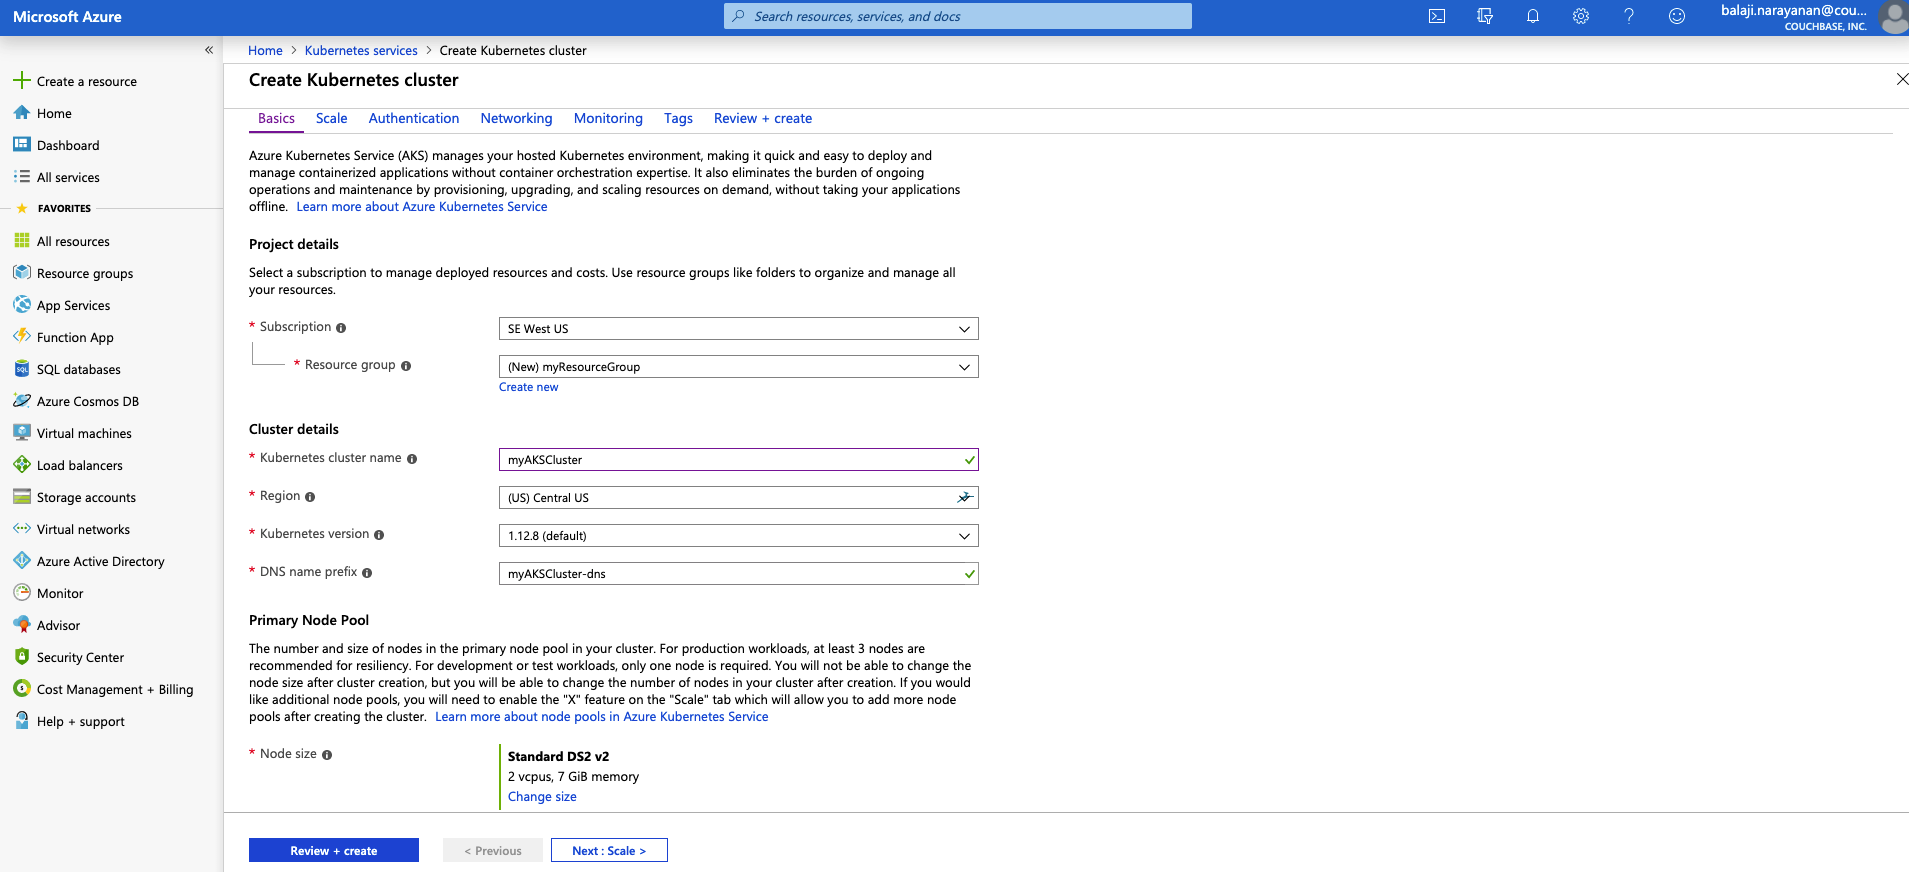 Microsoft Azure
Search resources, services, and docs
balaji.narayanan@cou...
COUCHBASE, INC.
Home > Kubernetes services > Create Kubernetes cluster
Create Kubernetes cluster
Create a resource
Home
Dashboard
All services
FAVORITES
All resources
Resource groups
App Services
Function App
SQL databases
Azure Cosmos DB
Virtual machines
Load balancers
Storage accounts
Virtual networks
Azure Active Directory
Monitor
Advisor
Security Center
Cost Management + Billing
Help + support
Basics Scale Authentication Networking Monitoring Tags Review + create
Azure Kubernetes Service (AKS) manages your hosted Kubernetes environment, making it quick and easy to deploy and
manage containerized applications without container orchestration expertise. It also eliminates the burden of ongoing
operations and maintenance by provisioning, upgrading, and scaling resources on demand, without taking your applications
offline. Learn more about Azure Kubernetes Service
Project details
Select a subscription to manage deployed resources and costs. Use resource groups like folders to organize and manage all
your resources.
* Subscription
SE West US
* Resource group
(New) myResourceGroup
Create new
Cluster details
* Kubernetes cluster name
myAKSCluster
* Region
(US) Central US
* Kubernetes version
1.12.8 (default)
* DNS name prefix
myAKSCluster-dns
Primary Node Pool
The number and size of nodes in the primary node pool in your cluster. For production workloads, at least 3 nodes are
recommended for resiliency. For development or test workloads, only one node is required. You will not be able to change the
node size after cluster creation, but you will be able to change the number of nodes in your cluster after creation. If you would
like additional node pools, you will need to enable the "X" feature on the "Scale" tab which will allow you to add more node
pools after creating the cluster. Learn more about node pools in Azure Kubernetes Service
* Node size
Standard DS2 v2
2 vcpus, 7 GiB memory
Change size
Review + create
< Previous
Next : Scale >